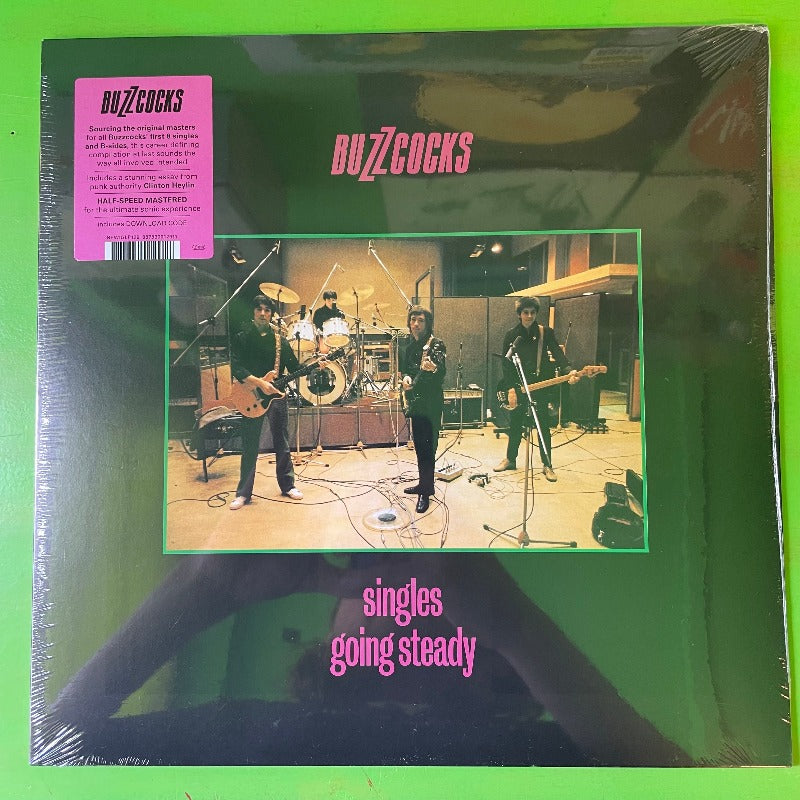 BUZZCOCKS
Sourcing the original masters
for all Buzzcocks' first 8 singles
and B-sides, this career defining
compilation at last sounds the
way all involved intended
Includes a stunning essay from
punk authority Clinton Heylin
HALF-SPEED MASTERED
for the ultimate sonic experience
Includes DOWNLOAD CODE
BUZZCOCKS
singles
going steady